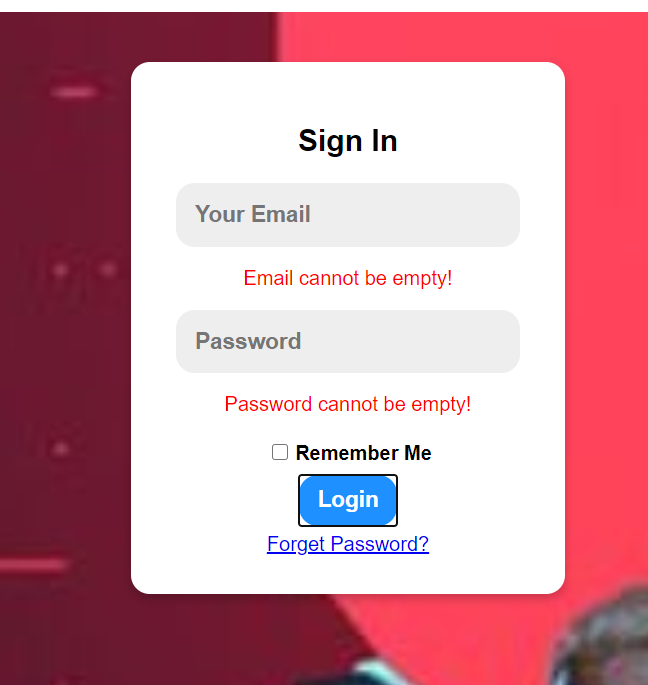 Sign In
Your Email
Email cannot be empty!
Password
Password cannot be empty!
Remember Me
Login
Forget Password?